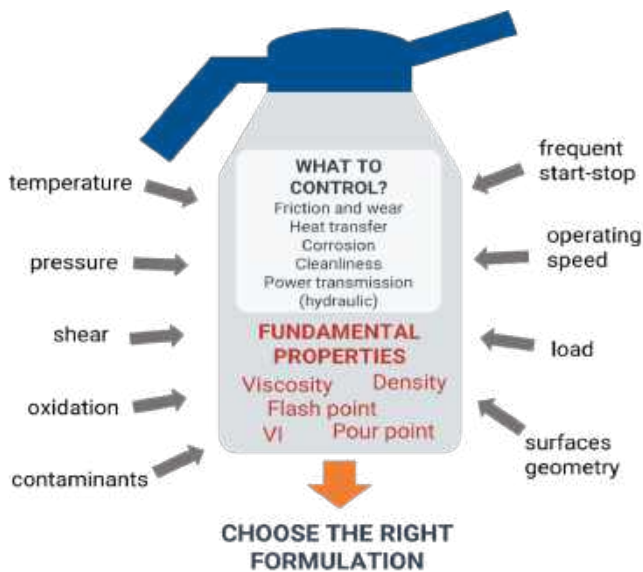 temperature
pressure
shear
oxidation
contaminants
WHAT TO
CONTROL?
Friction and wear
Heat transfer
Corrosion
Cleanliness
Power transmission
(hydraulic)
FUNDAMENTAL
PROPERTIES
Viscosity
Density
Flash point
VI
Pour point
frequent
start-stop
operating
speed
load
surfaces
geometry
CHOOSE THE RIGHT
FORMULATION